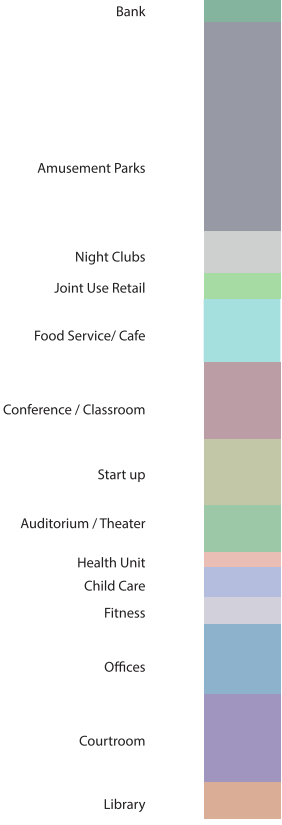 Bank
Amusement Parks
Night Clubs
Joint Use Retail
Food Service/ Cafe
Conference / Classroom
Start up
Auditorium / Theater
Health Unit
Child Care
Fitness
Offices
Courtroom
Library